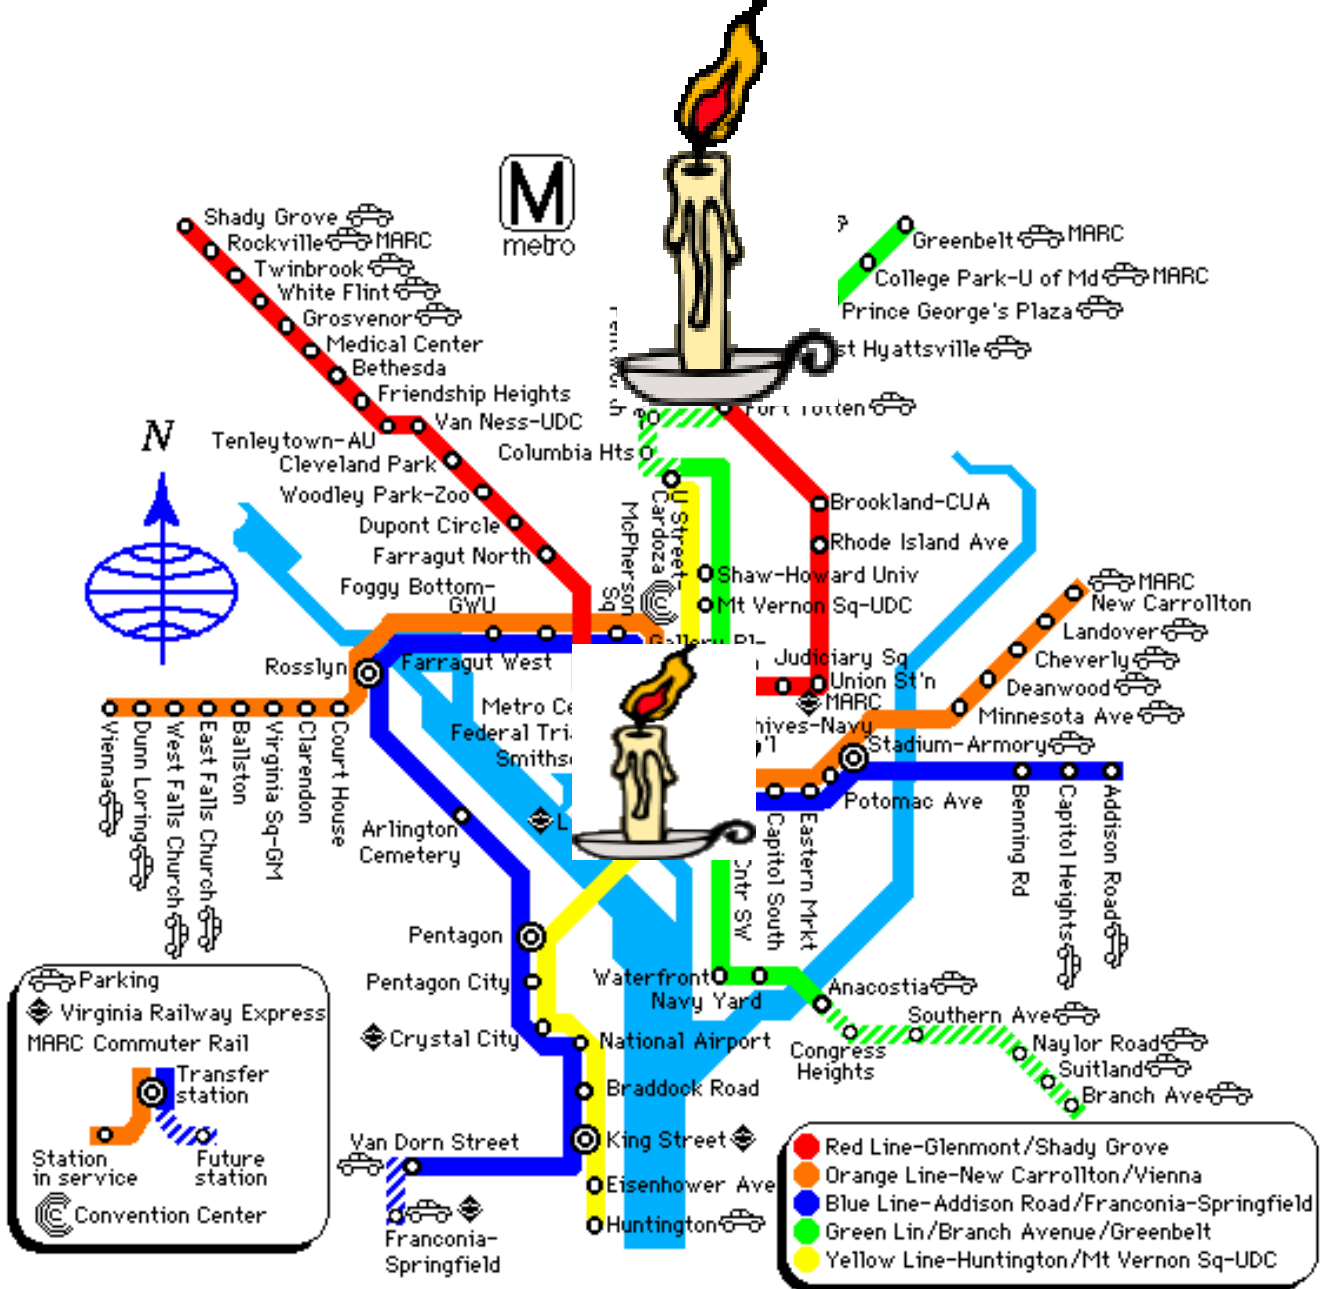 M
metro
Shady Grove
Rockville MARC
Twinbrook
White Flint
Grosvenor
Medical Center
Bethesda
Friendship Heights
Van Ness-UDC
Tenleytown-AU
Cleveland Park
Woodley Park-Zoo
Dupont Circle
Farragut North
Greenbelt MARC
College Park-U of Md MARC
Prince George's Plaza
Hyattsville
Fort Totten
Columbia Hts
U Street-
Cardoza
McPherson
Sq
Shaw-Howard Univ
Mt Vernon Sq-UDC
Brookland-CUA
Rhode Island Ave
N
Foggy Bottom-
GWU
Rosslyn
Farragut West
Gallery Pl-
Judiciary Sq
Union St'n
MARC
MARC
New Carrollton
Landover
Cheverly
Deanwood
Minnesota Ave
Metro
Federal
-Navy
Stadium-Armory
Potomac Ave
Vienna
Dunn Loring
West Falls Church
East Falls Church
Ballston
Virginia Sq-GM
Clarendon
Court House
Arlington
Cemetery
Capitol South
Eastern Mrkt
Benning Rd
Capitol Heights
Addison Road
SW
Pentagon
Pentagon City
Crystal City
Waterfront
Navy Yard
Anacostia
Southern Ave
Congress
Heights
Naylor Road
Suitland
Branch Ave
National Airport
Braddock Road
King Street
Van Dorn Street
Eisenhower Ave
Huntington
Franconia-
Springfield
Parking
Virginia Railway Express
MARC Commuter Rail
Transfer
station
Station
in service
Future
station
Convention Center
Red Line-Glenmont/Shady Grove
Orange Line-New Carrollton/Vienna
Blue Line-Addison Road/Franconia-Springfield
Green Lin/Branch Avenue/Greenbelt
Yellow Line-Huntington/Mt Vernon Sq-UDC